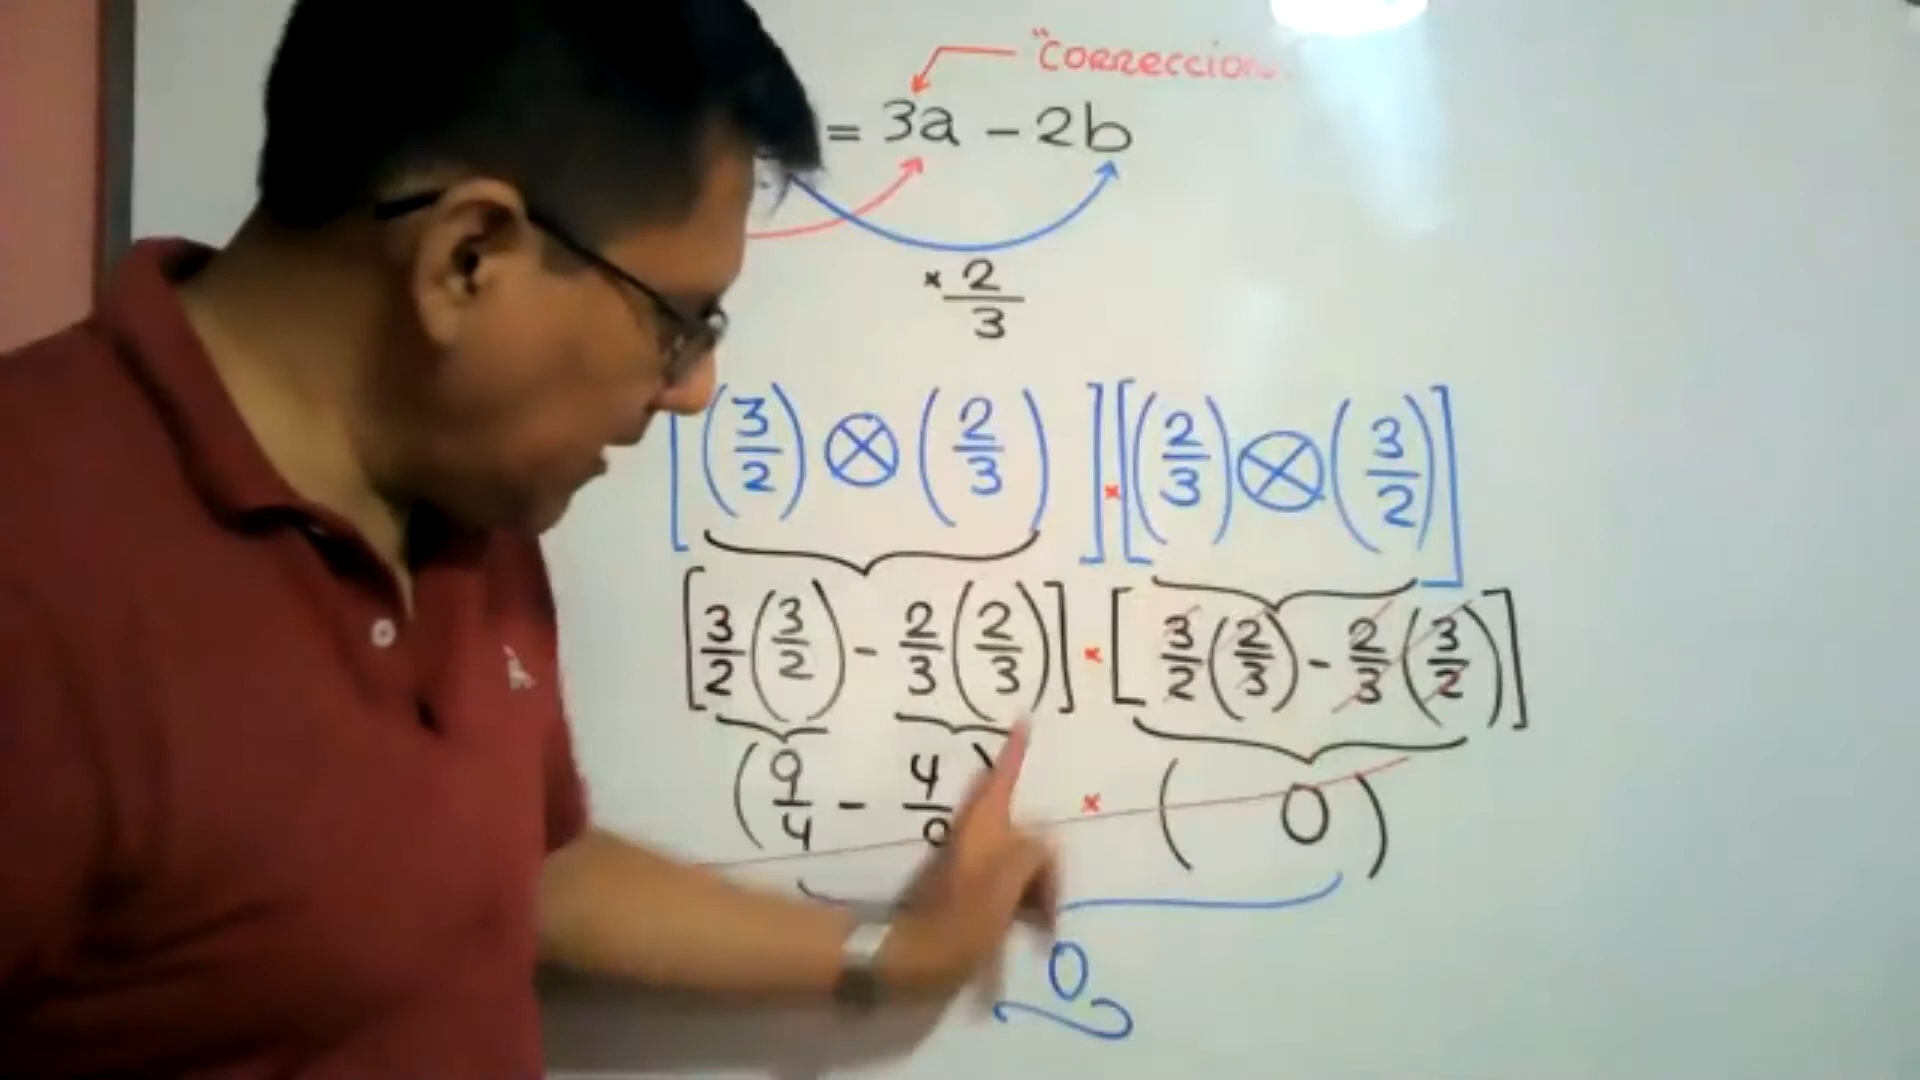 "Correccion
= 3a - 2b
× 2/3
[(3/2) ⊗ (2/3)] × [(2/3) ⊗ (3/2)]
[3/2(3/2) - 2/3(2/3)] × [3/2(2/3) - 2/3(3/2)]
(9/4 - 4/9) × (0)
0